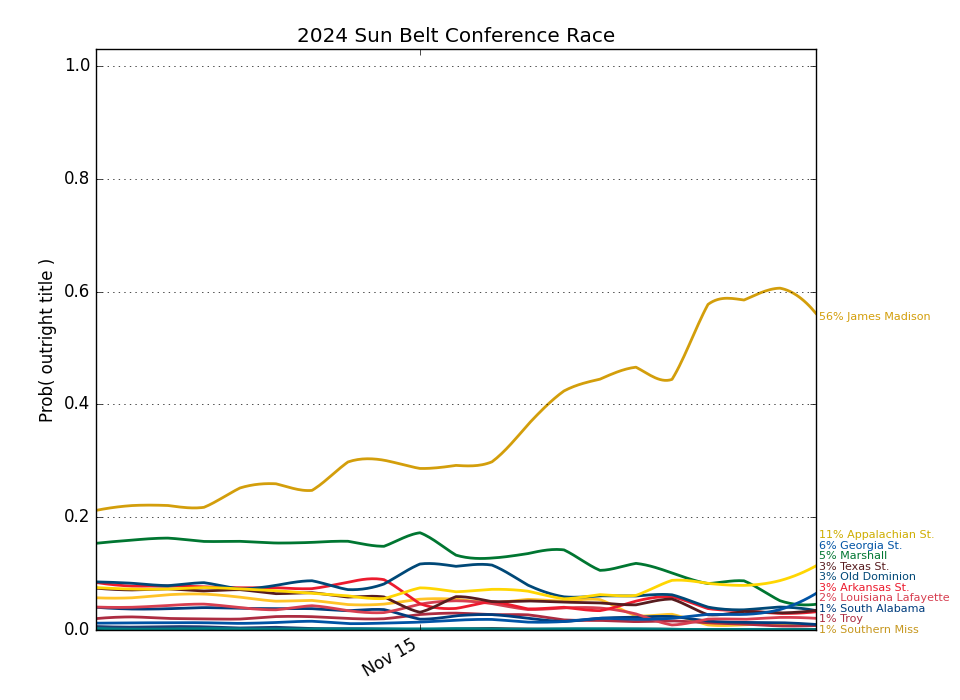 2024 Sun Belt Conference Race
1.0
0.8
0.6
0.4
0.2
0.0
Prob( outright title )
Nov 15
56% James Madison
11% Appalachian St.
6% Georgia St.
5% Marshall
3% Texas St.
3% Old Dominion
3% Arkansas St.
2% Louisiana Lafayette
1% South Alabama
1% Troy
1% Southern Miss